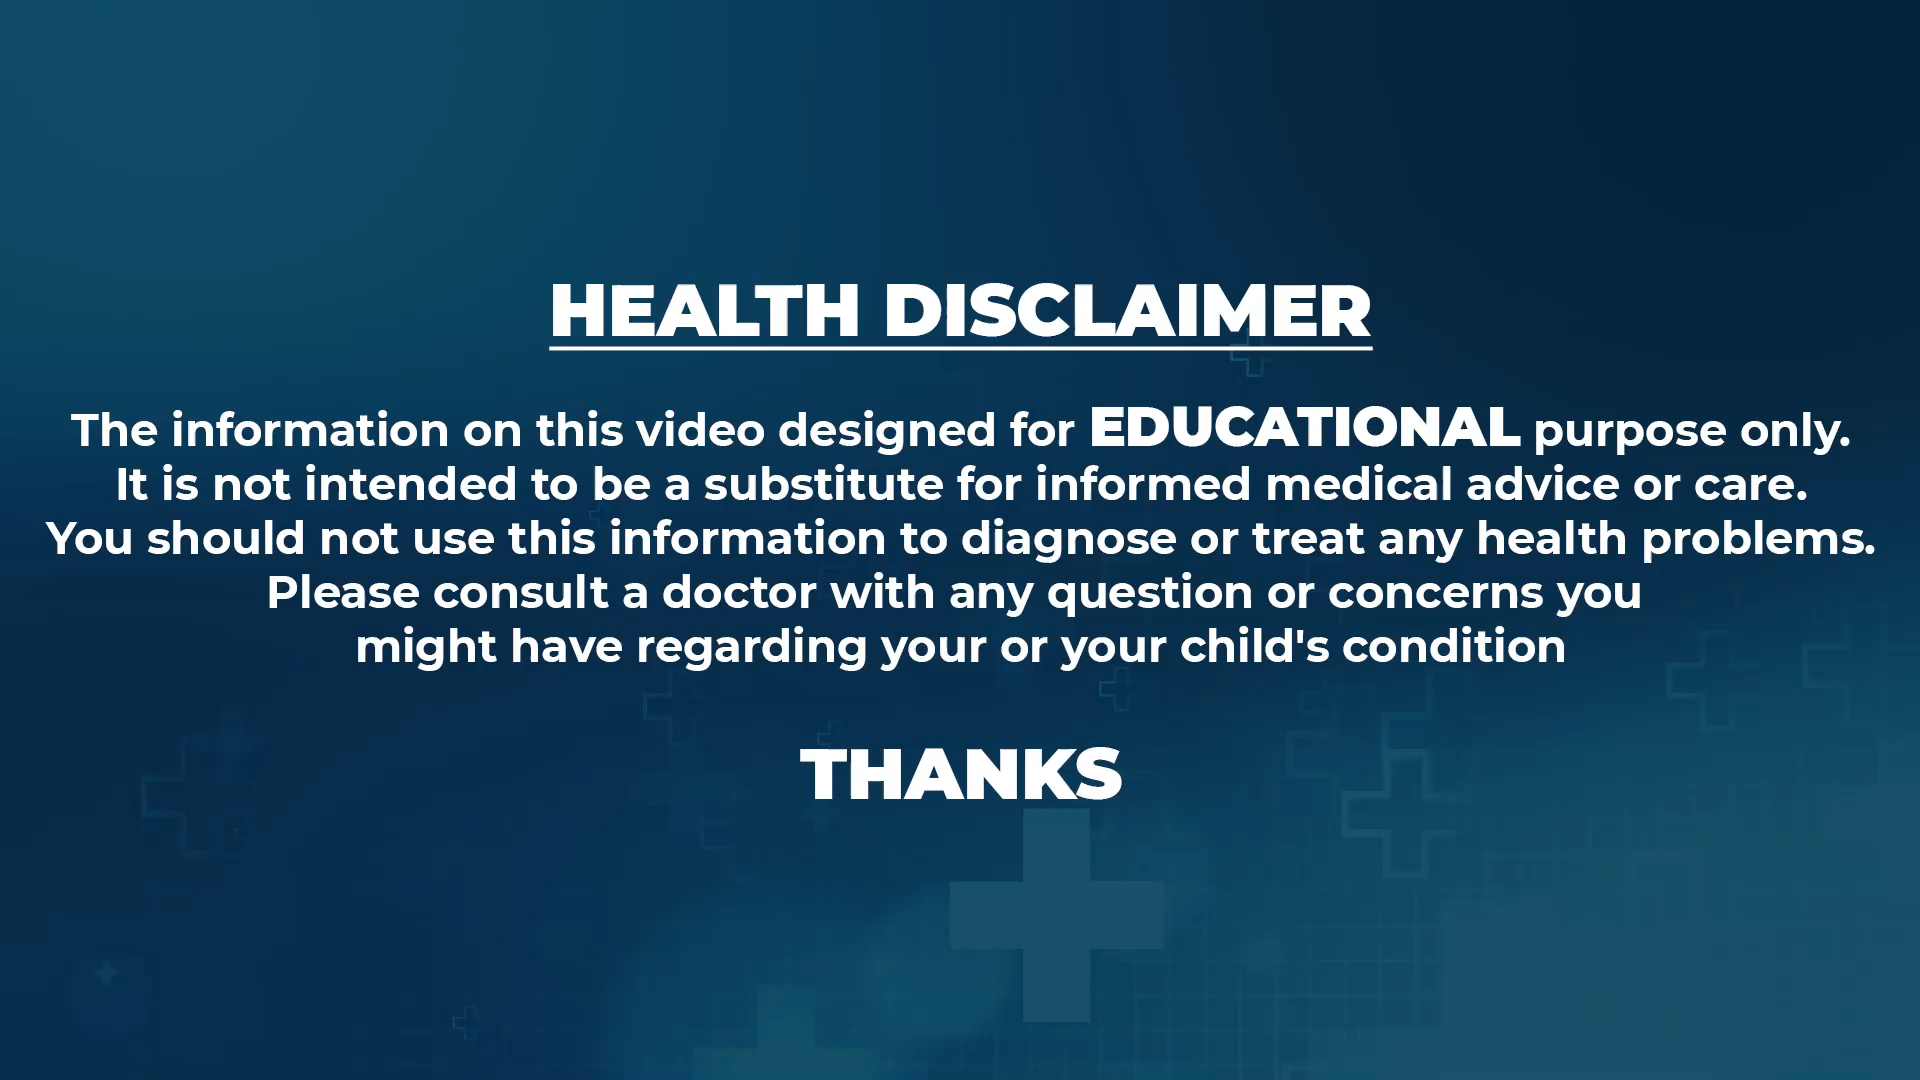 HEALTH DISCLAIMER
The information on this video designed for EDUCATIONAL purpose only.
It is not intended to be a substitute for informed medical advice or care.
You should not use this information to diagnose or treat any health problems.
Please consult a doctor with any question or concerns you
might have regarding your or your child's condition
THANKS